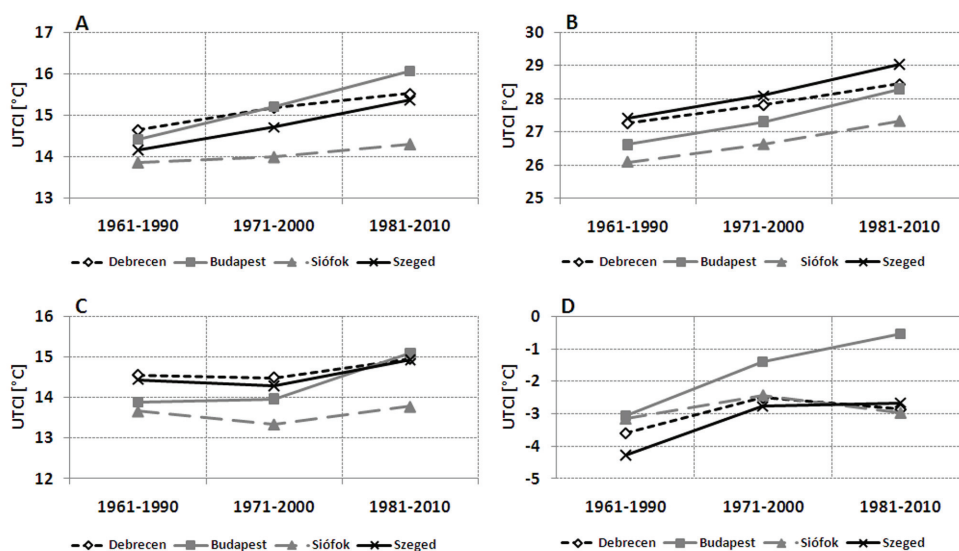 A
UTCI [°C]
17
16
15
14
13
1961-1990 1971-2000 1981-2010
Debrecen Budapest Siófok Szeged
B
UTCI [°C]
30
29
28
27
26
25
1961-1990 1971-2000 1981-2010
Debrecen Budapest Siófok Szeged
C
UTCI [°C]
16
15
14
13
12
1961-1990 1971-2000 1981-2010
Debrecen Budapest Siófok Szeged
D
UTCI [°C]
0
-1
-2
-3
-4
-5
1961-1990 1971-2000 1981-2010
Debrecen Budapest Siófok Szeged